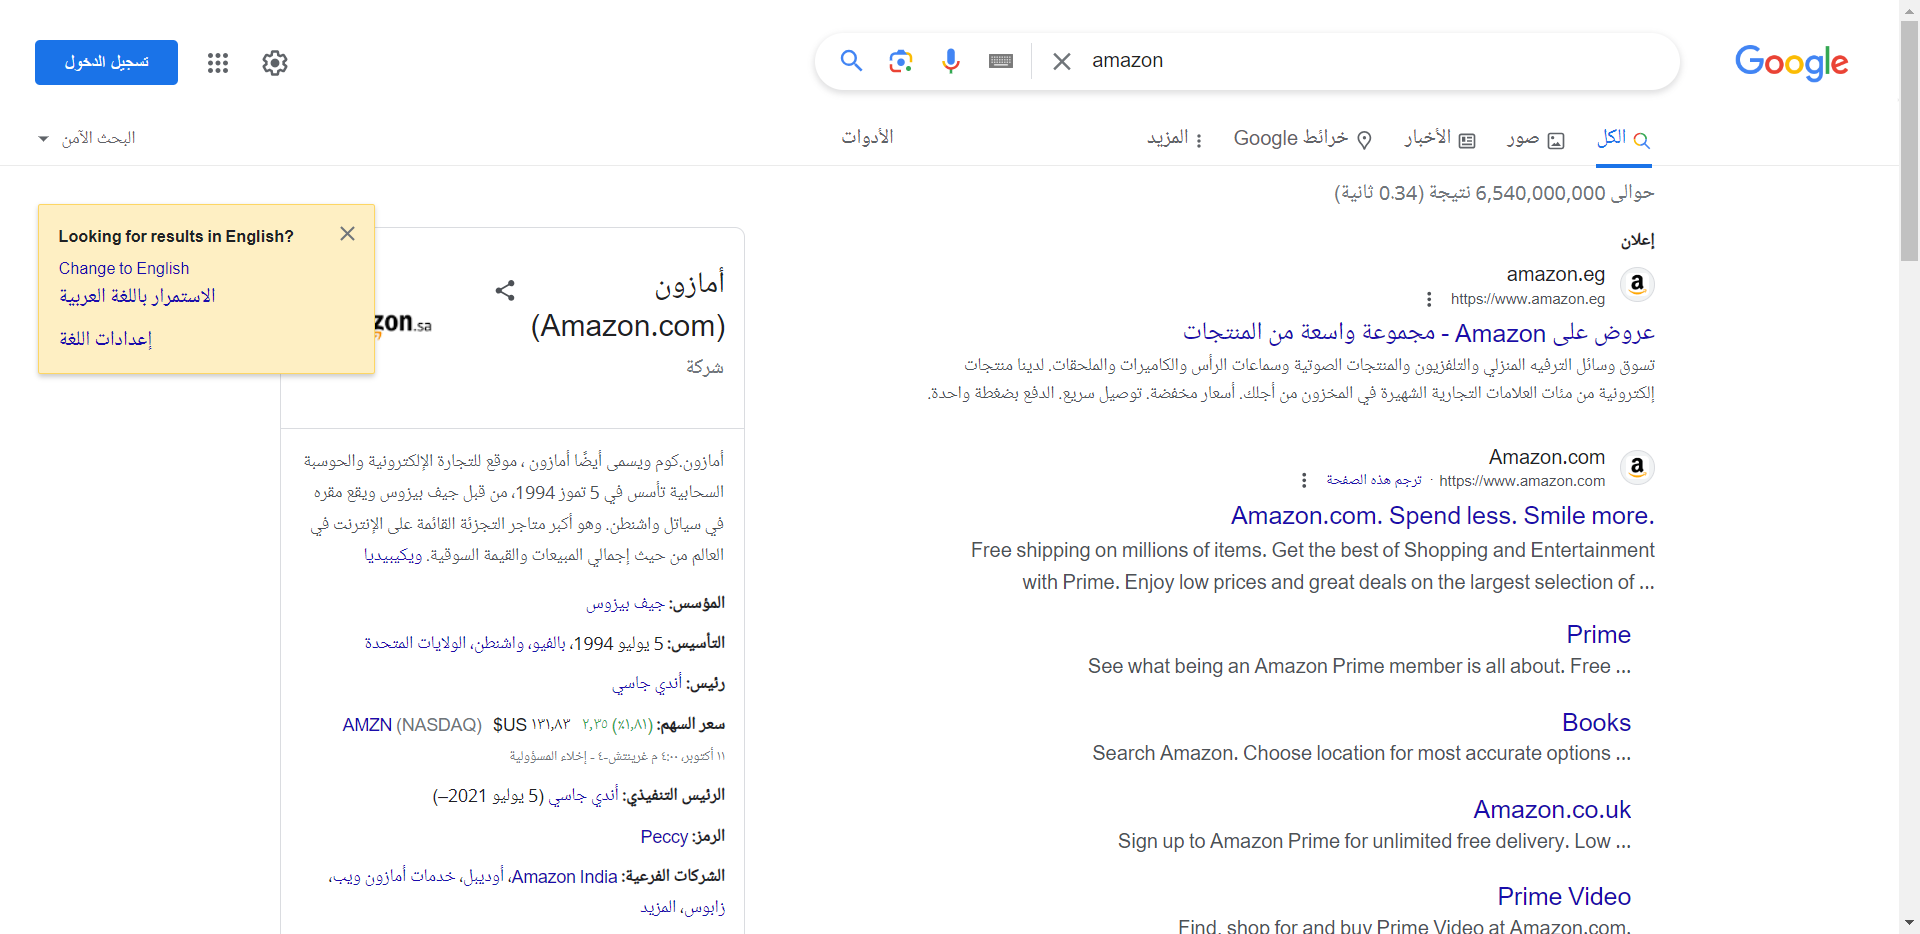 Google
amazon
تسجيل الدخول
الكل
صور
الأخبار
خرائط Google
المزيد
الأدوات
البحث الآمن
حوالى 6,540,000,000 نتيجة (0.34 ثانية)
إعلان
amazon.eg
https://www.amazon.eg
عروض على Amazon - مجموعة واسعة من المنتجات
تسوق وسائل الترفيه المنزلي والتلفزيون والمنتجات الصوتية وسماعات الرأس والكاميرات والملحقات. لدينا منتجات
إلكترونية من مئات العلامات التجارية الشهيرة في المخزون من أجلك. أسعار مخفضة. توصيل سريع. الدفع بضغطة واحدة.
Amazon.com
https://www.amazon.com · ترجم هذه الصفحة
Amazon.com. Spend less. Smile more.
Free shipping on millions of items. Get the best of Shopping and Entertainment
with Prime. Enjoy low prices and great deals on the largest selection of ...
Prime
See what being an Amazon Prime member is all about. Free ...
Books
Search Amazon. Choose location for most accurate options ...
Amazon.co.uk
Sign up to Amazon Prime for unlimited free delivery. Low ...
Prime Video
Find, shop for and buy Prime Video at Amazon.com.
Looking for results in English?
Change to English
الاستمرار باللغة العربية
إعدادات اللغة
أمازون
(Amazon.com)
شركة
zon.sa
أمازون.كوم ويسمى أيضًا أمازون ، موقع للتجارة الإلكترونية والحوسبة
السحابية تأسس في 5 تموز 1994، من قبل جيف بيزوس ويقع مقره
في سياتل واشنطن. وهو أكبر متاجر التجزئة القائمة على الإنترنت في
العالم من حيث إجمالي المبيعات والقيمة السوقية. ويكيبيديا
المؤسس: جيف بيزوس
التأسيس: 5 يوليو 1994، بالفيو، واشنطن، الولايات المتحدة
رئيس: أندي جاسي
سعر السهم: AMZN (NASDAQ) $US ١٣١٫٨٣ ٢٫٣٥ (١٫٨١٪)
١١ أكتوبر، ٤:٠٠ م غرينتش-٤ - إخلاء المسؤولية
الرئيس التنفيذي: أندي جاسي (5 يوليو 2021–)
الرمز: Peccy
الشركات الفرعية: Amazon India، أوديبل، خدمات أمازون ويب،
زابوس، المزيد